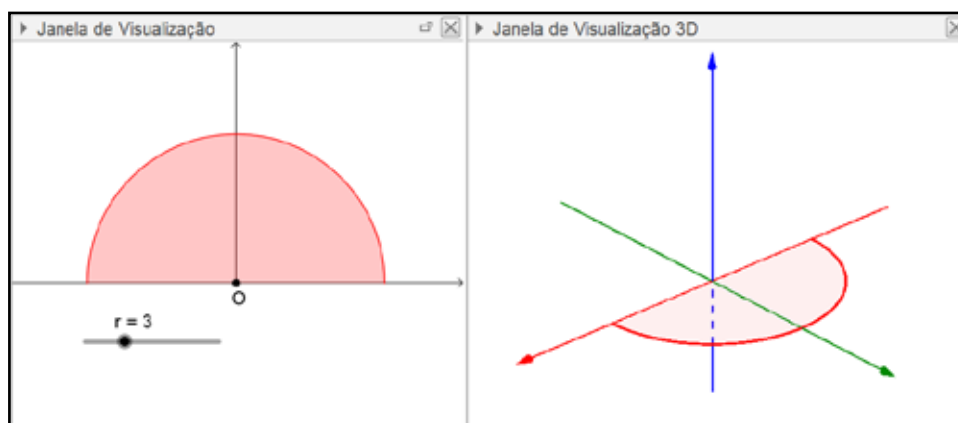 Janela de Visualização
Janela de Visualização 3D
O
r = 3